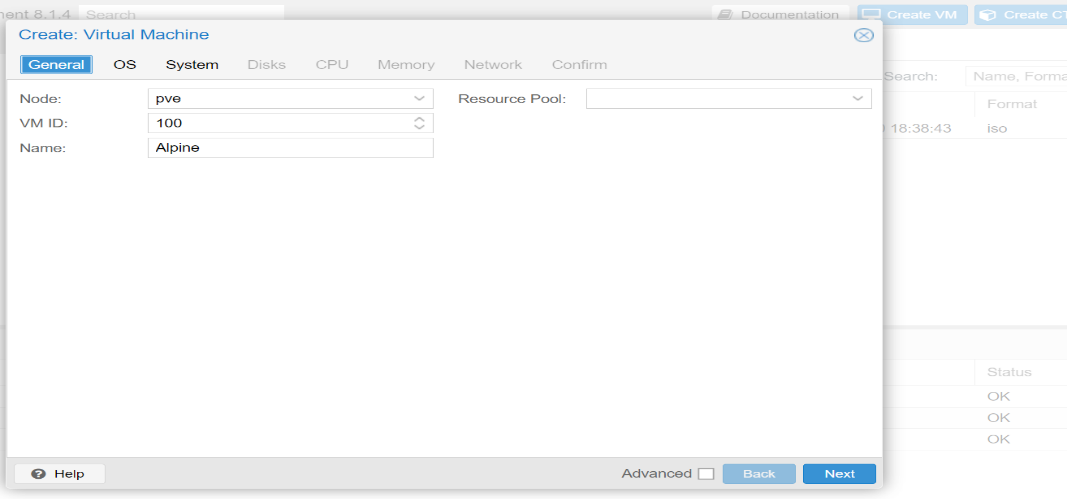 ment 8.1.4 Search Documentation Create VM Create CT
Create: Virtual Machine
General OS System Disks CPU Memory Network Confirm
Search: Name, Forma
Node: pve Resource Pool:
Format
VM ID: 100
18:38:43 iso
Name: Alpine
Status
OK
OK
OK
Help Advanced Back Next